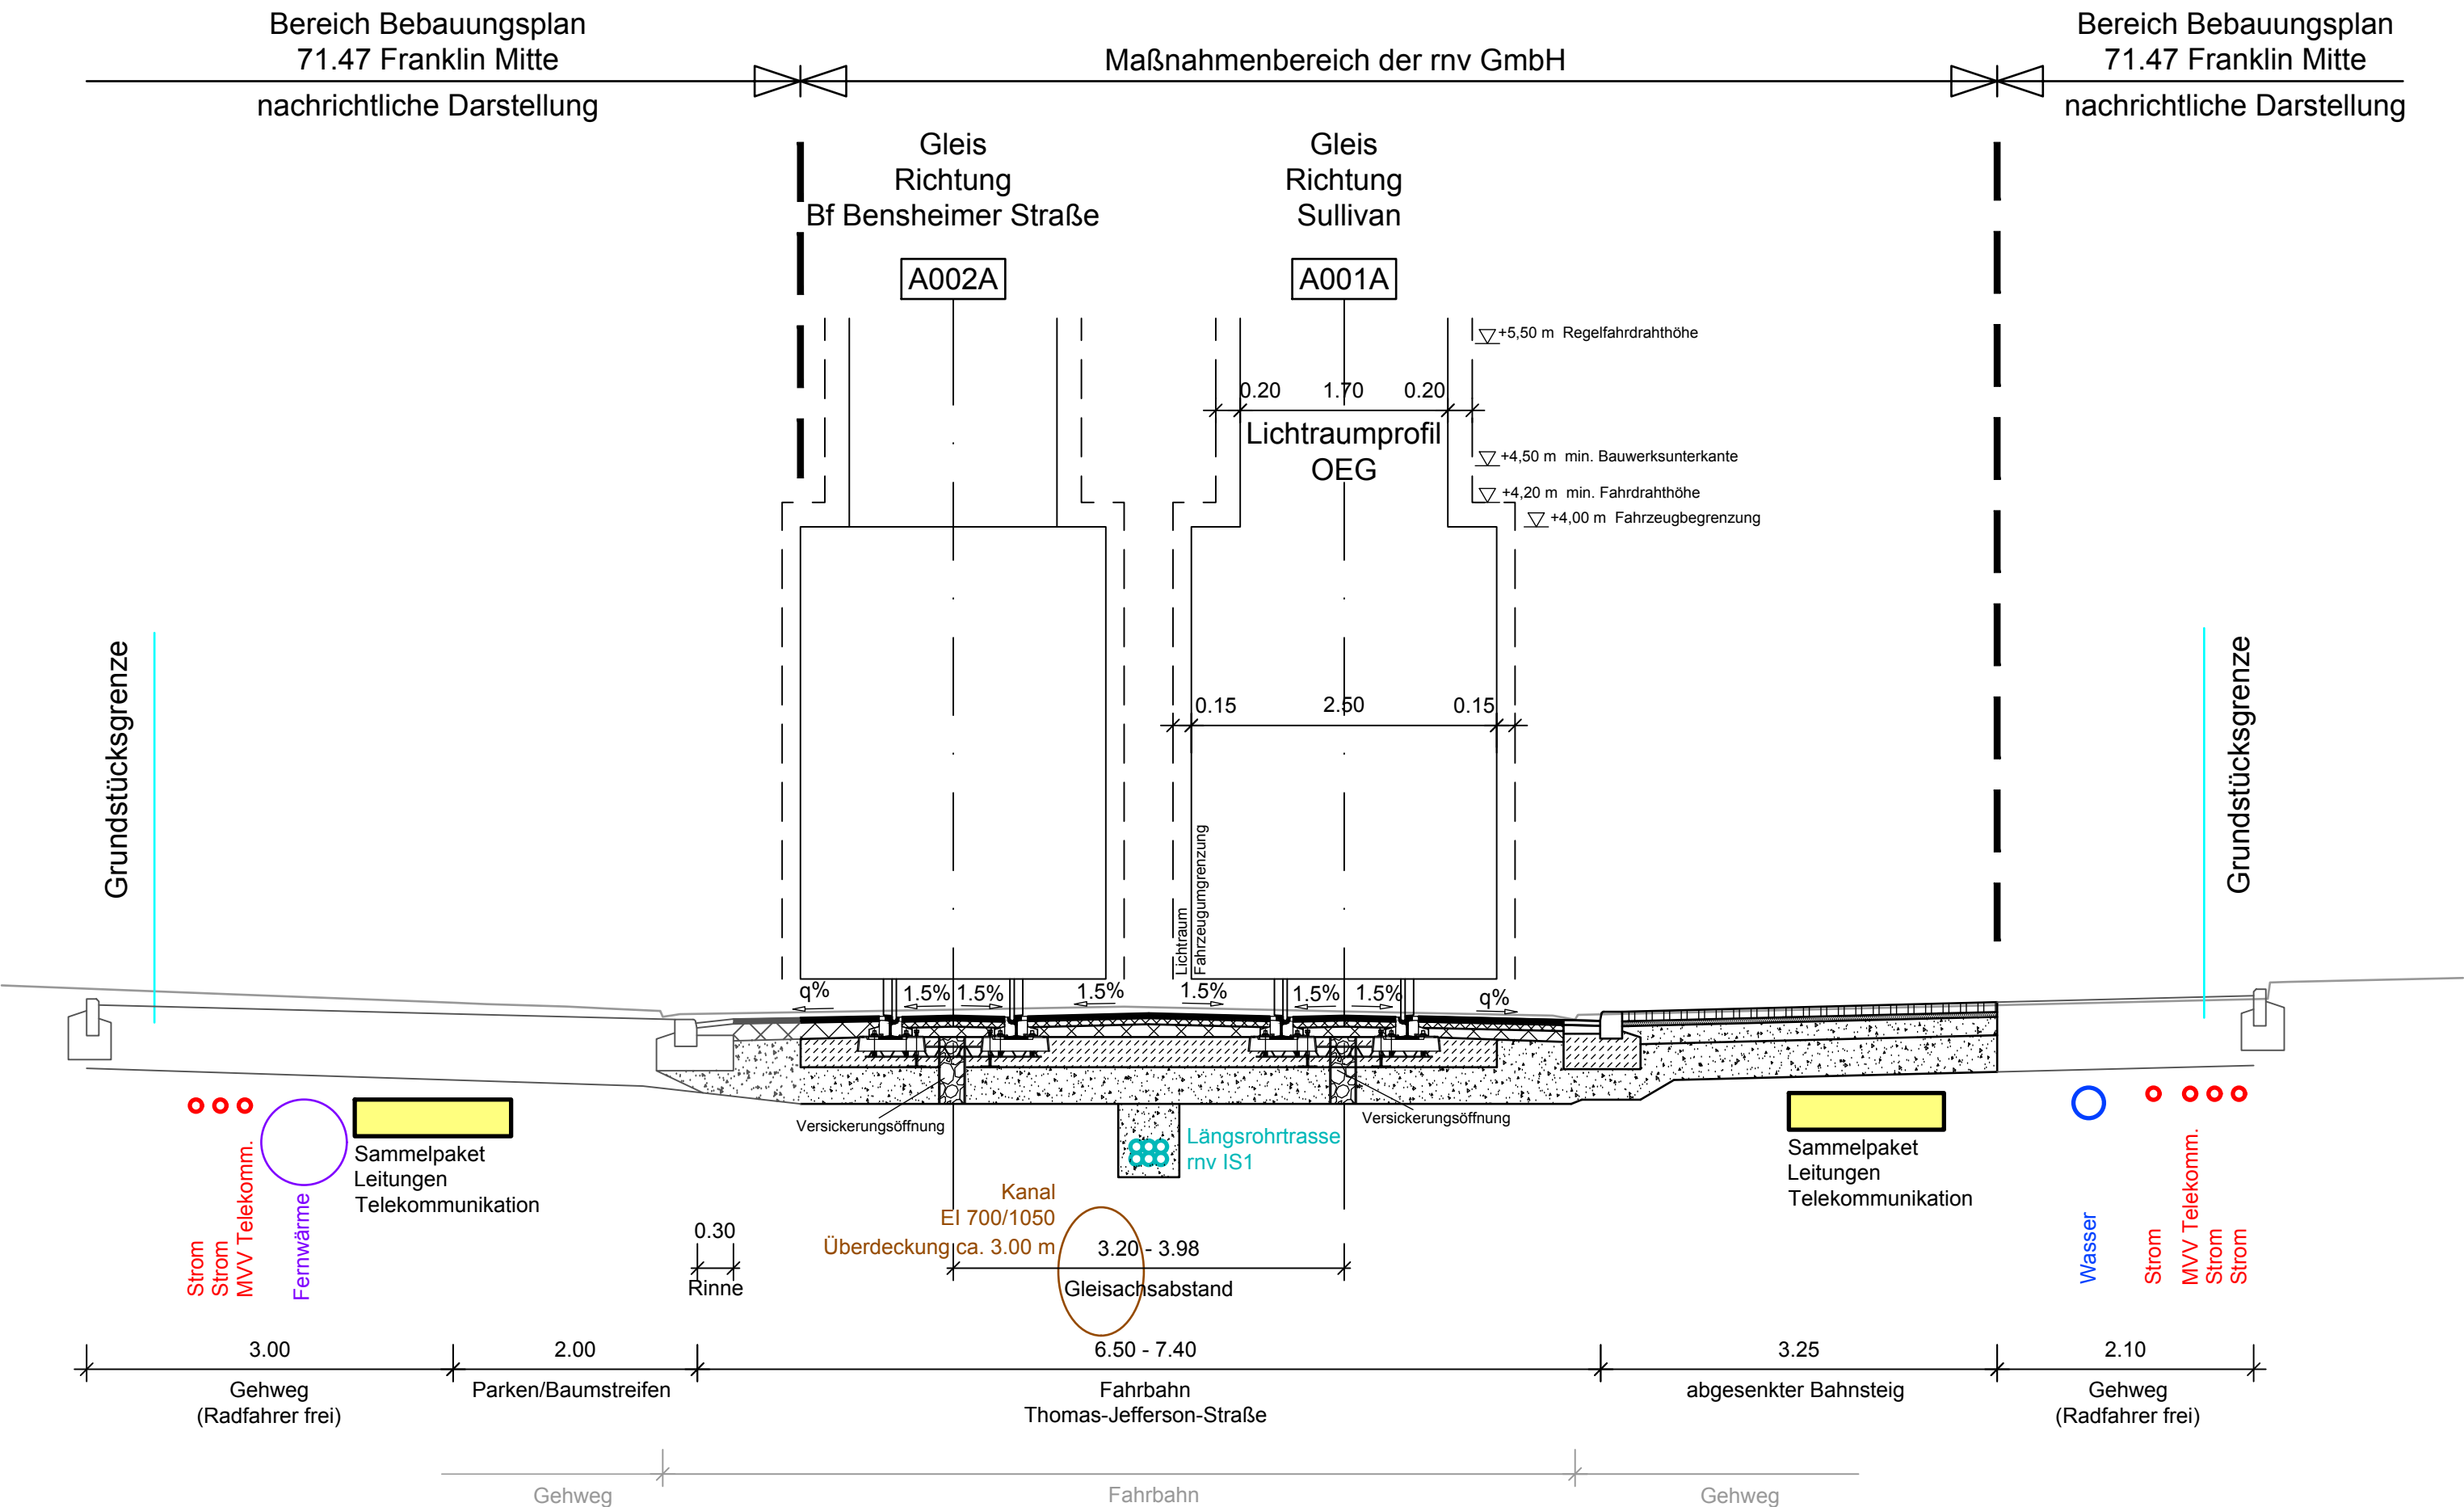 Bereich Bebauungsplan
71.47 Franklin Mitte
nachrichtliche Darstellung
Maßnahmenbereich der rnv GmbH
Bereich Bebauungsplan
71.47 Franklin Mitte
nachrichtliche Darstellung
Gleis
Richtung
Bf Bensheimer Straße
A002A
Gleis
Richtung
Sullivan
A001A
+5,50 m Regelfahrdrahthöhe
0.20 1.70 0.20
Lichtraumprofil
OEG
+4,50 m min. Bauwerksunterkante
+4,20 m min. Fahrdrahthöhe
+4,00 m Fahrzeugbegrenzung
Grundstücksgrenze
Grundstücksgrenze
0.15 2.50 0.15
Lichtraum
Fahrzeugumgrenzung
q% 1.5% 1.5% 1.5% 1.5% 1.5% 1.5% q%
Versickerungsöffnung
Versickerungsöffnung
Längsrohrtrasse
rnv IS1
Sammelpaket
Leitungen
Telekommunikation
Sammelpaket
Leitungen
Telekommunikation
Strom
Strom
MVV Telekomm.
Fernwärme
Kanal
EI 700/1050
Überdeckung ca. 3.00 m
0.30
Rinne
3.20 - 3.98
Gleisachsabstand
Wasser
Strom
MVV Telekomm.
Strom
Strom
3.00
Gehweg
(Radfahrer frei)
2.00
Parken/Baumstreifen
6.50 - 7.40
Fahrbahn
Thomas-Jefferson-Straße
3.25
abgesenkter Bahnsteig
2.10
Gehweg
(Radfahrer frei)
Gehweg
Fahrbahn
Gehweg